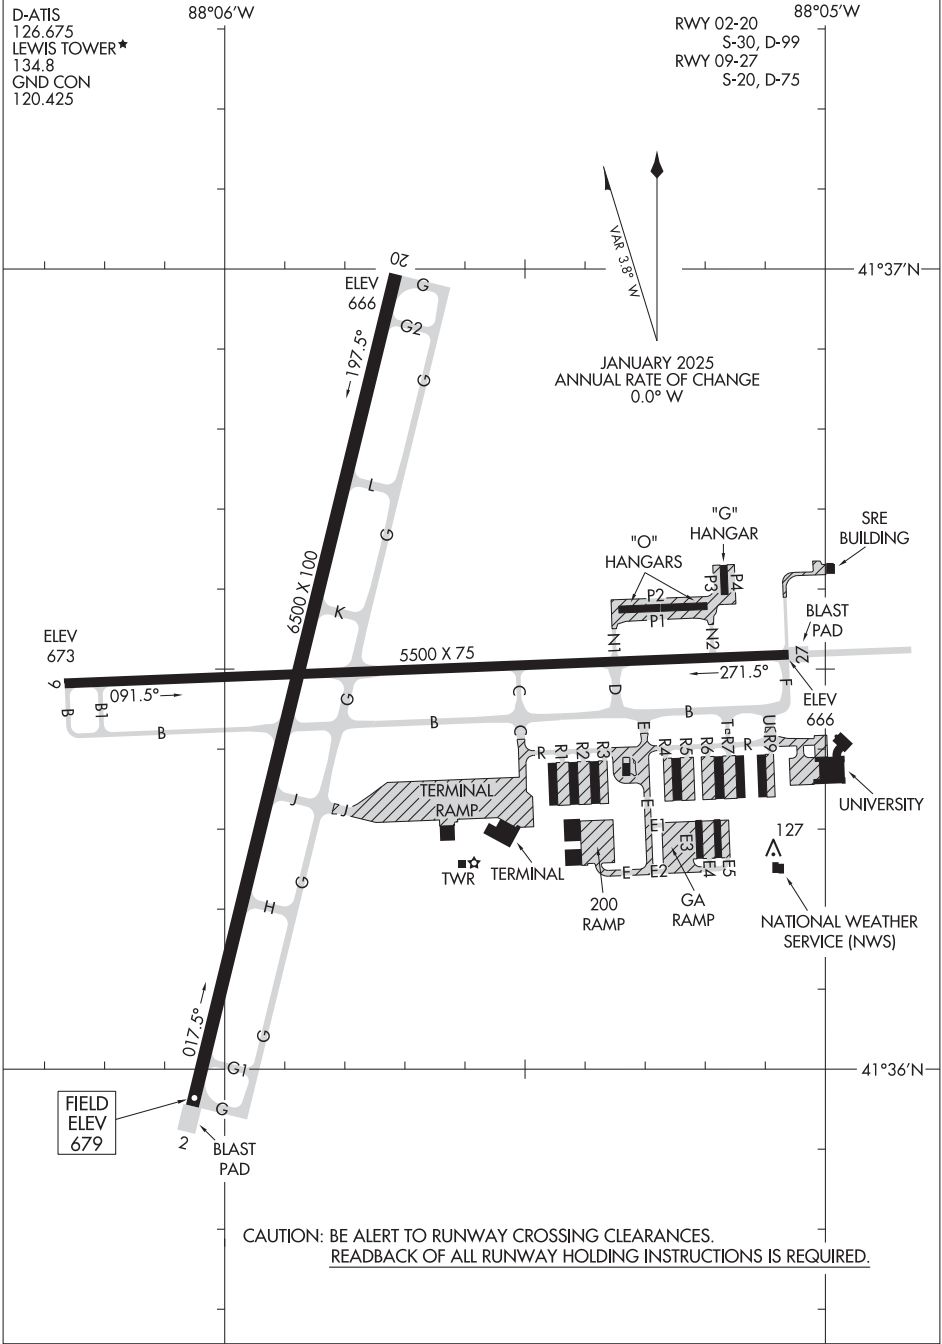 D-ATIS
126.675
LEWIS TOWER★
134.8
GND CON
120.425
88°06'W
88°05'W
RWY 02-20
S-30, D-99
RWY 09-27
S-20, D-75
VAR 3.8° W
JANUARY 2025
ANNUAL RATE OF CHANGE
0.0° W
41°37'N
20
ELEV
666
G
G2
197.5°
G
L
G
6500 X 100
K
"G"
HANGAR
"O"
HANGARS
SRE
BUILDING
P2
P1
P3
P4
N1
N2
BLAST
PAD
27
ELEV
673
9
091.5°
5500 X 75
271.5°
ELEV
666
B
B1
B
G
B
C
D
B
F
C
E
R
R1
R2
R3
R4
R5
R6
R7
R
R9
UNIVERSITY
J
J
TERMINAL
RAMP
E
E1
E3
E
E2
E4
E5
127
TWR
TERMINAL
200
RAMP
GA
RAMP
NATIONAL WEATHER
SERVICE (NWS)
G
H
017.5°
G
G1
G
41°36'N
FIELD
ELEV
679
2
BLAST
PAD
CAUTION: BE ALERT TO RUNWAY CROSSING CLEARANCES.
READBACK OF ALL RUNWAY HOLDING INSTRUCTIONS IS REQUIRED.